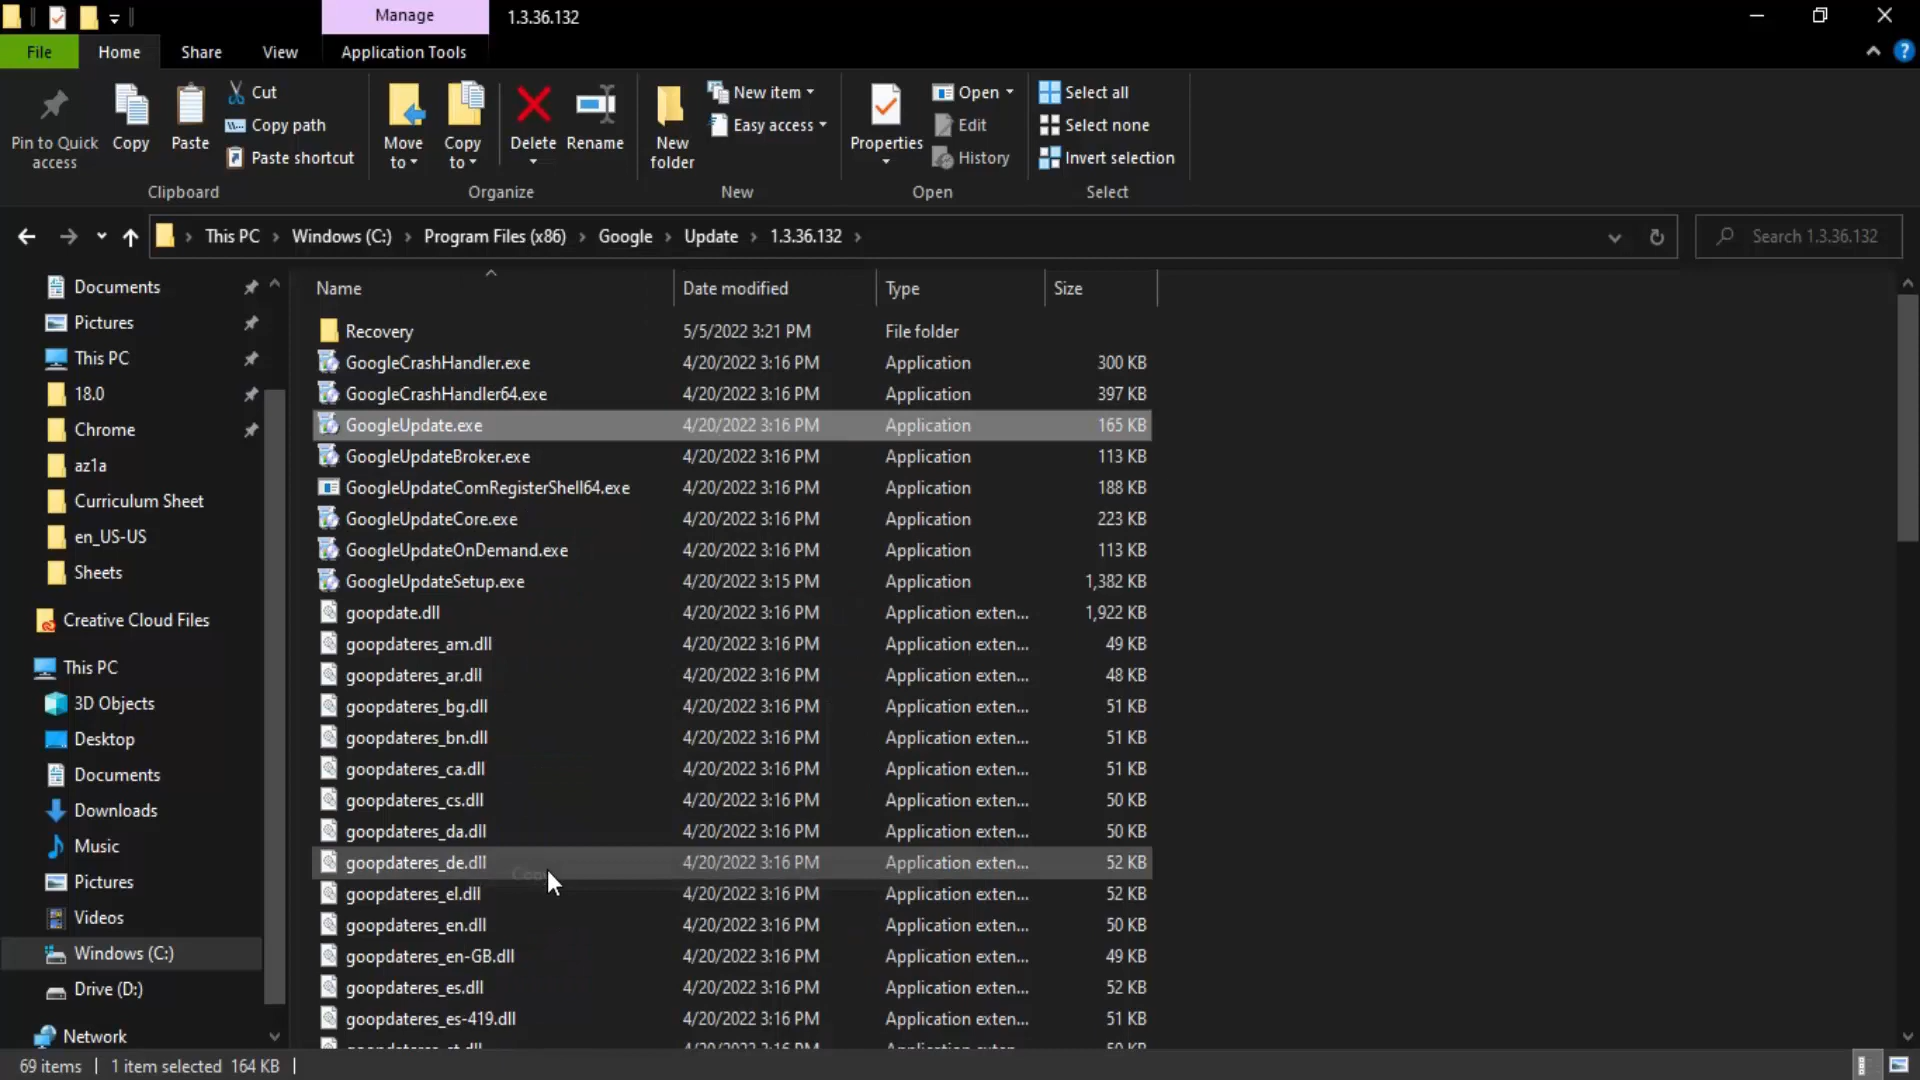 Manage
1.3.36.132
File
Home
Share
View
Application Tools
Pin to Quick access
Copy
Paste
Cut
Copy path
Paste shortcut
Clipboard
Move to
Copy to
Delete
Rename
Organize
New folder
New item
Easy access
New
Properties
Open
Edit
History
Open
Select all
Select none
Invert selection
Select
This PC > Windows (C:) > Program Files (x86) > Google > Update > 1.3.36.132 >
Search 1.3.36.132
Documents
Pictures
This PC
18.0
Chrome
az1a
Curriculum Sheet
en_US-US
Sheets
Creative Cloud Files
This PC
3D Objects
Desktop
Documents
Downloads
Music
Pictures
Videos
Windows (C:)
Drive (D:)
Network
Name Date modified Type Size
Recovery 5/5/2022 3:21 PM File folder
GoogleCrashHandler.exe 4/20/2022 3:16 PM Application 300 KB
GoogleCrashHandler64.exe 4/20/2022 3:16 PM Application 397 KB
GoogleUpdate.exe 4/20/2022 3:16 PM Application 165 KB
GoogleUpdateBroker.exe 4/20/2022 3:16 PM Application 113 KB
GoogleUpdateComRegisterShell64.exe 4/20/2022 3:16 PM Application 188 KB
GoogleUpdateCore.exe 4/20/2022 3:16 PM Application 223 KB
GoogleUpdateOnDemand.exe 4/20/2022 3:16 PM Application 113 KB
GoogleUpdateSetup.exe 4/20/2022 3:15 PM Application 1,382 KB
goopdate.dll 4/20/2022 3:16 PM Application exten... 1,922 KB
goopdateres_am.dll 4/20/2022 3:16 PM Application exten... 49 KB
goopdateres_ar.dll 4/20/2022 3:16 PM Application exten... 48 KB
goopdateres_bg.dll 4/20/2022 3:16 PM Application exten... 51 KB
goopdateres_bn.dll 4/20/2022 3:16 PM Application exten... 51 KB
goopdateres_ca.dll 4/20/2022 3:16 PM Application exten... 51 KB
goopdateres_cs.dll 4/20/2022 3:16 PM Application exten... 50 KB
goopdateres_da.dll 4/20/2022 3:16 PM Application exten... 50 KB
goopdateres_de.dll 4/20/2022 3:16 PM Application exten... 52 KB
goopdateres_el.dll 4/20/2022 3:16 PM Application exten... 52 KB
goopdateres_en.dll 4/20/2022 3:16 PM Application exten... 50 KB
goopdateres_en-GB.dll 4/20/2022 3:16 PM Application exten... 49 KB
goopdateres_es.dll 4/20/2022 3:16 PM Application exten... 52 KB
goopdateres_es-419.dll 4/20/2022 3:16 PM Application exten... 51 KB
69 items
1 item selected 164 KB